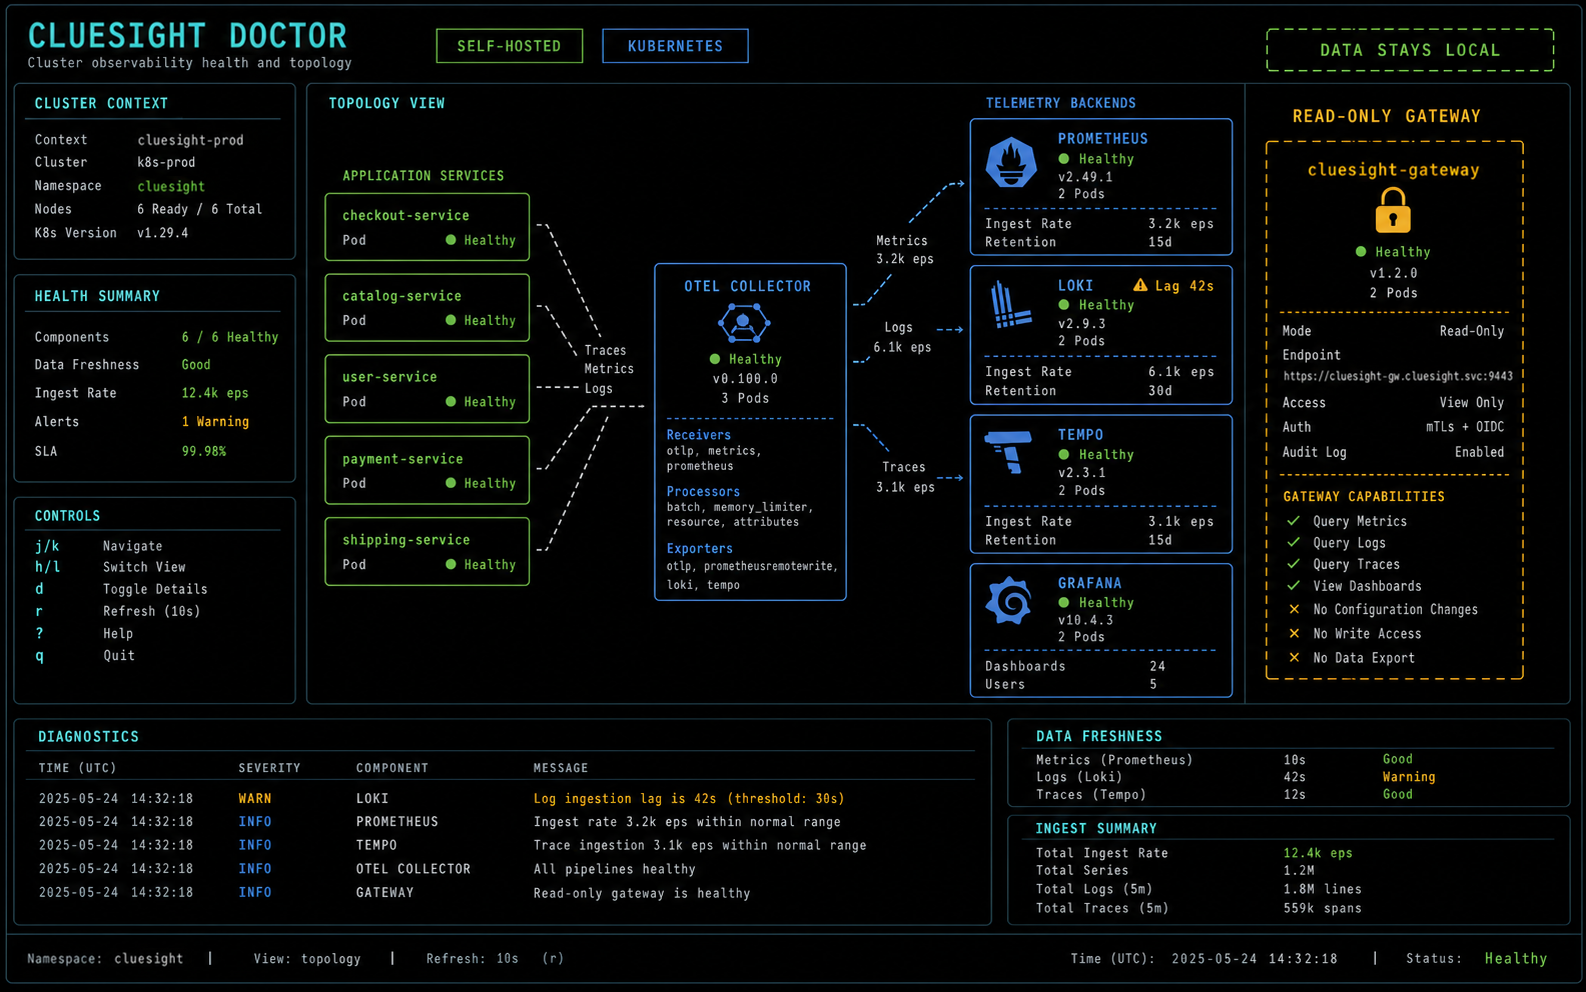 CLUESIGHT DOCTOR
Cluster observability health and topology
SELF-HOSTED
KUBERNETES
DATA STAYS LOCAL
CLUSTER CONTEXT
Context cluesight-prod
Cluster k8s-prod
Namespace cluesight
Nodes 6 Ready / 6 Total
K8s Version v1.29.4
HEALTH SUMMARY
Components 6 / 6 Healthy
Data Freshness Good
Ingest Rate 12.4k eps
Alerts 1 Warning
SLA 99.98%
CONTROLS
j/k Navigate
h/l Switch View
d Toggle Details
r Refresh (10s)
? Help
q Quit
TOPOLOGY VIEW
APPLICATION SERVICES
checkout-service
Pod Healthy
catalog-service
Pod Healthy
user-service
Pod Healthy
payment-service
Pod Healthy
shipping-service
Pod Healthy
Traces
Metrics
Logs
OTEL COLLECTOR
Healthy
v0.100.0
3 Pods
Receivers
otlp, metrics,
prometheus
Processors
batch, memory_limiter,
resource, attributes
Exporters
otlp, prometheusremotewrite,
loki, tempo
Metrics
3.2k eps
Logs
6.1k eps
Traces
3.1k eps
TELEMETRY BACKENDS
PROMETHEUS
Healthy
v2.49.1
2 Pods
Ingest Rate 3.2k eps
Retention 15d
LOKI Lag 42s
Healthy
v2.9.3
2 Pods
Ingest Rate 6.1k eps
Retention 30d
TEMPO
Healthy
v2.3.1
2 Pods
Ingest Rate 3.1k eps
Retention 15d
GRAFANA
Healthy
v10.4.3
2 Pods
Dashboards 24
Users 5
READ-ONLY GATEWAY
cluesight-gateway
Healthy
v1.2.0
2 Pods
Mode Read-Only
Endpoint
https://cluesight-gw.cluesight.svc:9443
Access View Only
Auth mTLs + OIDC
Audit Log Enabled
GATEWAY CAPABILITIES
✓ Query Metrics
✓ Query Logs
✓ Query Traces
✓ View Dashboards
✕ No Configuration Changes
✕ No Write Access
✕ No Data Export
DIAGNOSTICS
TIME (UTC) SEVERITY COMPONENT MESSAGE
2025-05-24 14:32:18 WARN LOKI Log ingestion lag is 42s (threshold: 30s)
2025-05-24 14:32:18 INFO PROMETHEUS Ingest rate 3.2k eps within normal range
2025-05-24 14:32:18 INFO TEMPO Trace ingestion 3.1k eps within normal range
2025-05-24 14:32:18 INFO OTEL COLLECTOR All pipelines healthy
2025-05-24 14:32:18 INFO GATEWAY Read-only gateway is healthy
DATA FRESHNESS
Metrics (Prometheus) 10s Good
Logs (Loki) 42s Warning
Traces (Tempo) 12s Good
INGEST SUMMARY
Total Ingest Rate 12.4k eps
Total Series 1.2M
Total Logs (5m) 1.8M lines
Total Traces (5m) 559k spans
Namespace: cluesight | View: topology | Refresh: 10s (r)
Time (UTC): 2025-05-24 14:32:18 | Status: Healthy